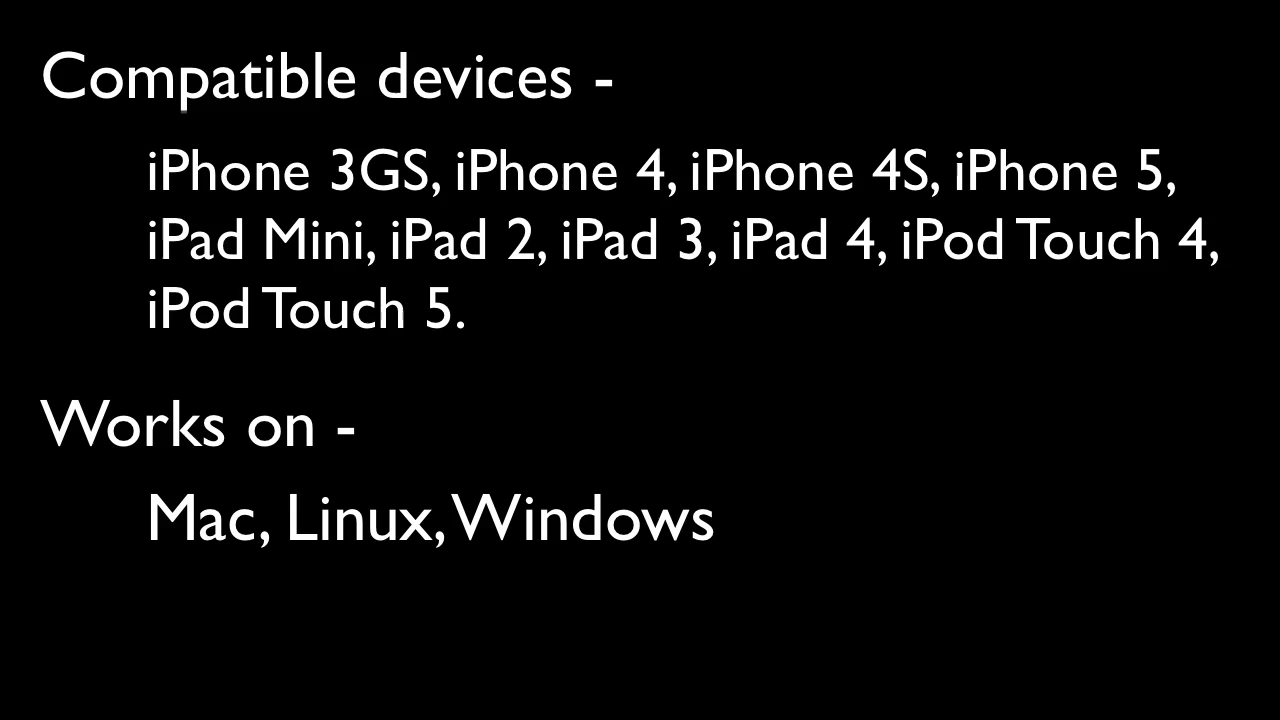 Compatible devices -
iPhone 3GS, iPhone 4, iPhone 4S, iPhone 5,
iPad Mini, iPad 2, iPad 3, iPad 4, iPod Touch 4,
iPod Touch 5.
Works on -
Mac, Linux, Windows